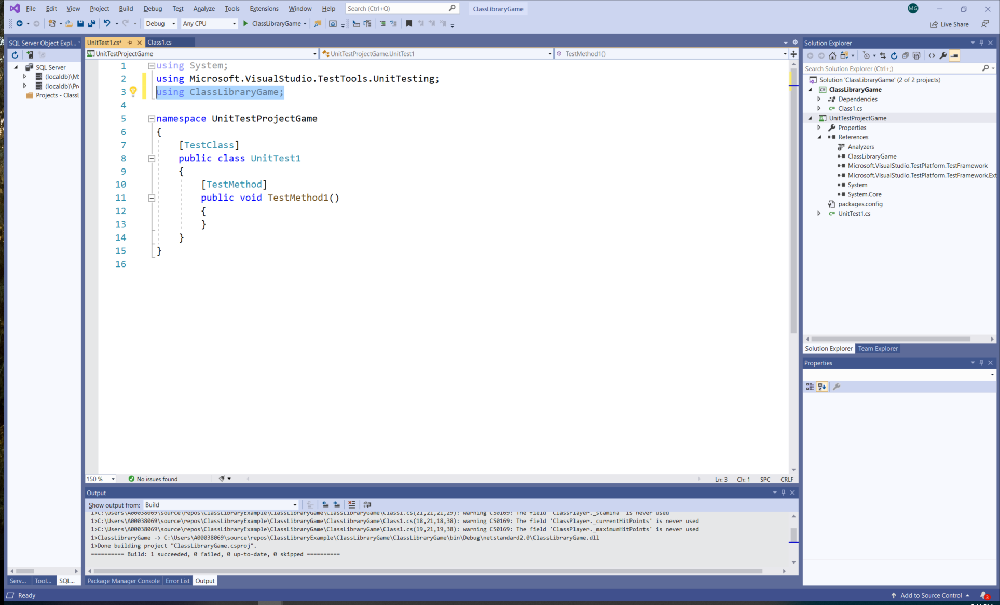 File Edit View Project Build Debug Test Analyze Tools Extensions Window Help Search (Ctrl+Q) ClassLibraryGame MG
Debug Any CPU ClassLibraryGame Live Share
SQL Server Object Expl...
SQL Server
(localdb)\M
(localdb)\Pr
Projects - Classl
Serv... Tool... SQL...
UnitTest1.cs* Class1.cs
UnitTestProjectGame UnitTestProjectGame.UnitTest1 TestMethod1()
1 using System;
2 using Microsoft.VisualStudio.TestTools.UnitTesting;
3 using ClassLibraryGame;
4
5 namespace UnitTestProjectGame
6 {
7 [TestClass]
8 public class UnitTest1
9 {
10 [TestMethod]
11 public void TestMethod1()
12 {
13 }
14 }
15 }
16
150 % No issues found Ln: 3 Ch: 1 SPC CRLF
Output
Show output from: Build
1>C:\Users\A00038069\source\repos\ClassLibraryExample\ClassLibraryGame\ClassLibraryGame\Class1.cs(21,21,21,29): warning CS0169: The field 'ClassPlayer._stamina' is never used
1>C:\Users\A00038069\source\repos\ClassLibraryExample\ClassLibraryGame\ClassLibraryGame\Class1.cs(18,21,18,38): warning CS0169: The field 'ClassPlayer._currentHitPoints' is never used
1>C:\Users\A00038069\source\repos\ClassLibraryExample\ClassLibraryGame\ClassLibraryGame\Class1.cs(19,21,19,38): warning CS0169: The field 'ClassPlayer._maximumHitPoints' is never used
1>ClassLibraryGame -> C:\Users\A00038069\source\repos\ClassLibraryExample\ClassLibraryGame\ClassLibraryGame\bin\Debug\netstandard2.0\ClassLibraryGame.dll
1>Done building project "ClassLibraryGame.csproj".
========== Build: 1 succeeded, 0 failed, 0 up-to-date, 0 skipped ==========
Package Manager Console Error List Output
Solution Explorer
Search Solution Explorer (Ctrl+;)
Solution 'ClassLibraryGame' (2 of 2 projects)
C# ClassLibraryGame
Dependencies
C# Class1.cs
UnitTestProjectGame
Properties
References
Analyzers
ClassLibraryGame
Microsoft.VisualStudio.TestPlatform.TestFramework
Microsoft.VisualStudio.TestPlatform.TestFramework.Ext
System
System.Core
packages.config
C# UnitTest1.cs
Solution Explorer Team Explorer
Properties
Ready Add to Source Control 3